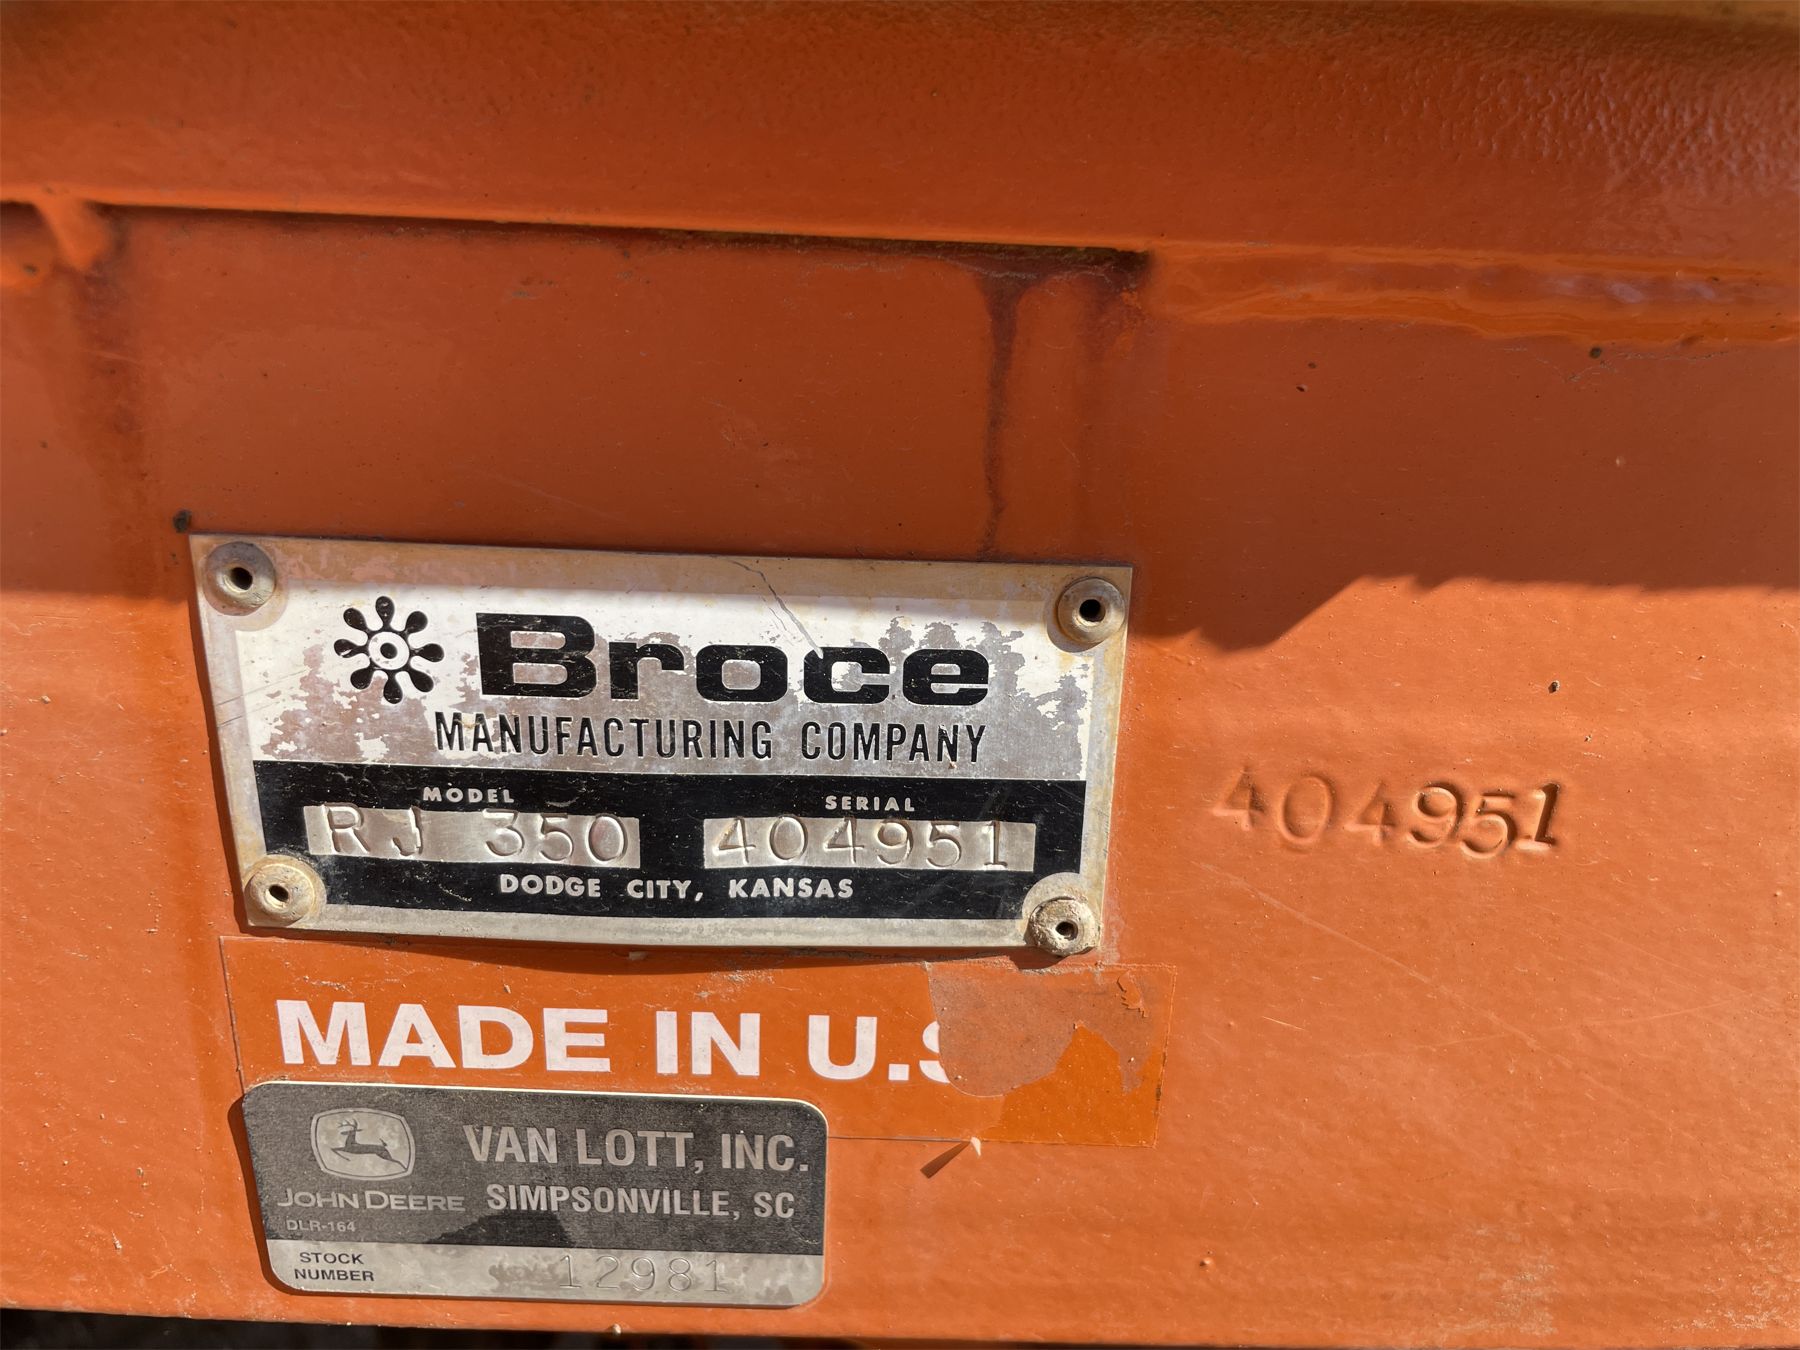 Broce
MANUFACTURING COMPANY
MODEL SERIAL
RJ 350 404951
DODGE CITY, KANSAS
404951
MADE IN U.S
VAN LOTT, INC.
JOHN DEERE SIMPSONVILLE, SC
DLR-164
STOCK
NUMBER 12981